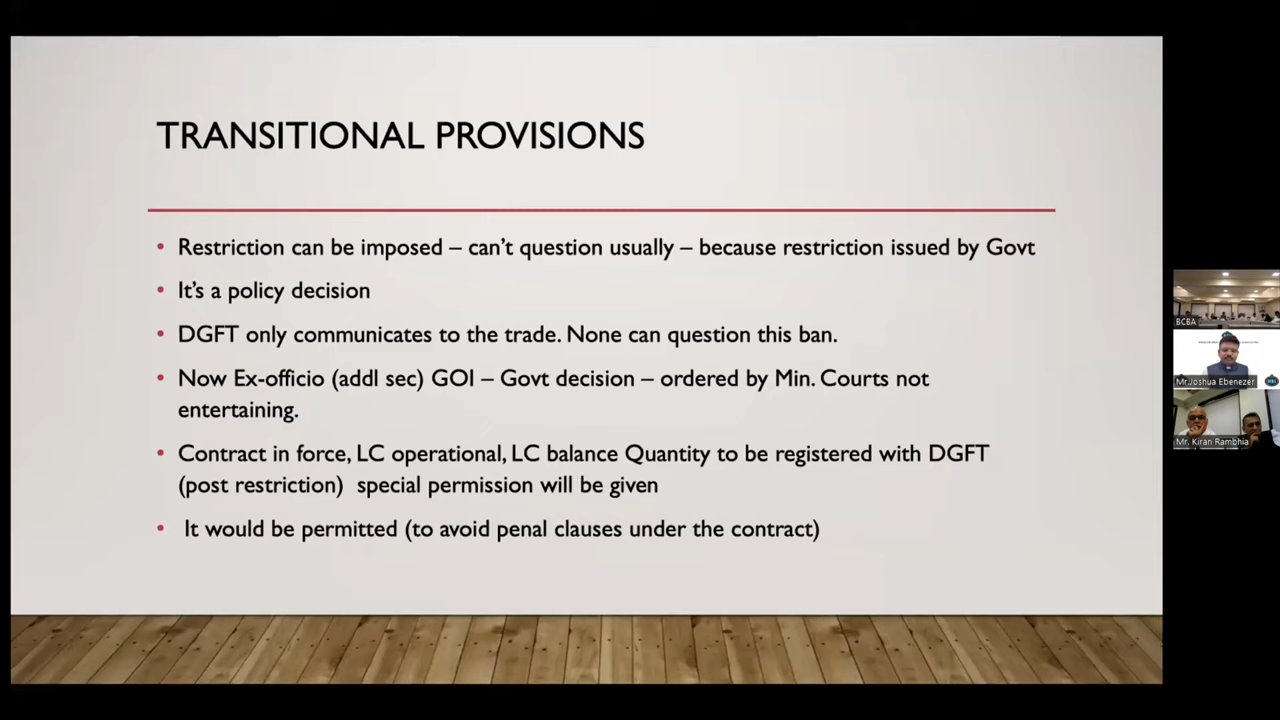 TRANSITIONAL PROVISIONS
• Restriction can be imposed – can't question usually – because restriction issued by Govt
• It's a policy decision
• DGFT only communicates to the trade. None can question this ban.
• Now Ex-officio (addl sec) GOI – Govt decision – ordered by Min. Courts not
entertaining.
• Contract in force, LC operational, LC balance Quantity to be registered with DGFT
(post restriction) special permission will be given
• It would be permitted (to avoid penal clauses under the contract)
BCBA
Mr.Joshua Ebenezer
Mr. Kiran Rambhia